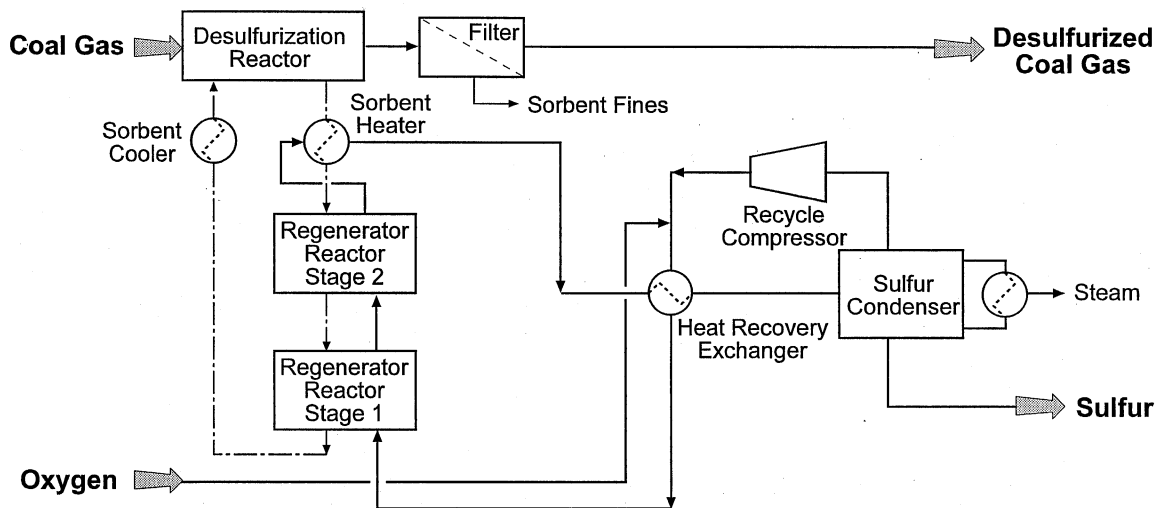 Coal Gas
Desulfurization
Reactor
Filter
Desulfurized
Coal Gas
Sorbent Fines
Sorbent
Cooler
Sorbent
Heater
Regenerator
Reactor
Stage 2
Recycle
Compressor
Sulfur
Condenser
Steam
Heat Recovery
Exchanger
Regenerator
Reactor
Stage 1
Sulfur
Oxygen